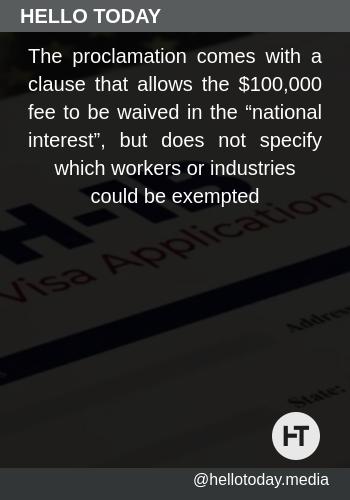 HELLO TODAY
The proclamation comes with a
clause that allows the $100,000
fee to be waived in the “national
interest”, but does not specify
which workers or industries
could be exempted
H-1B
Visa Application
Address
State:
HT
@hellotoday.media